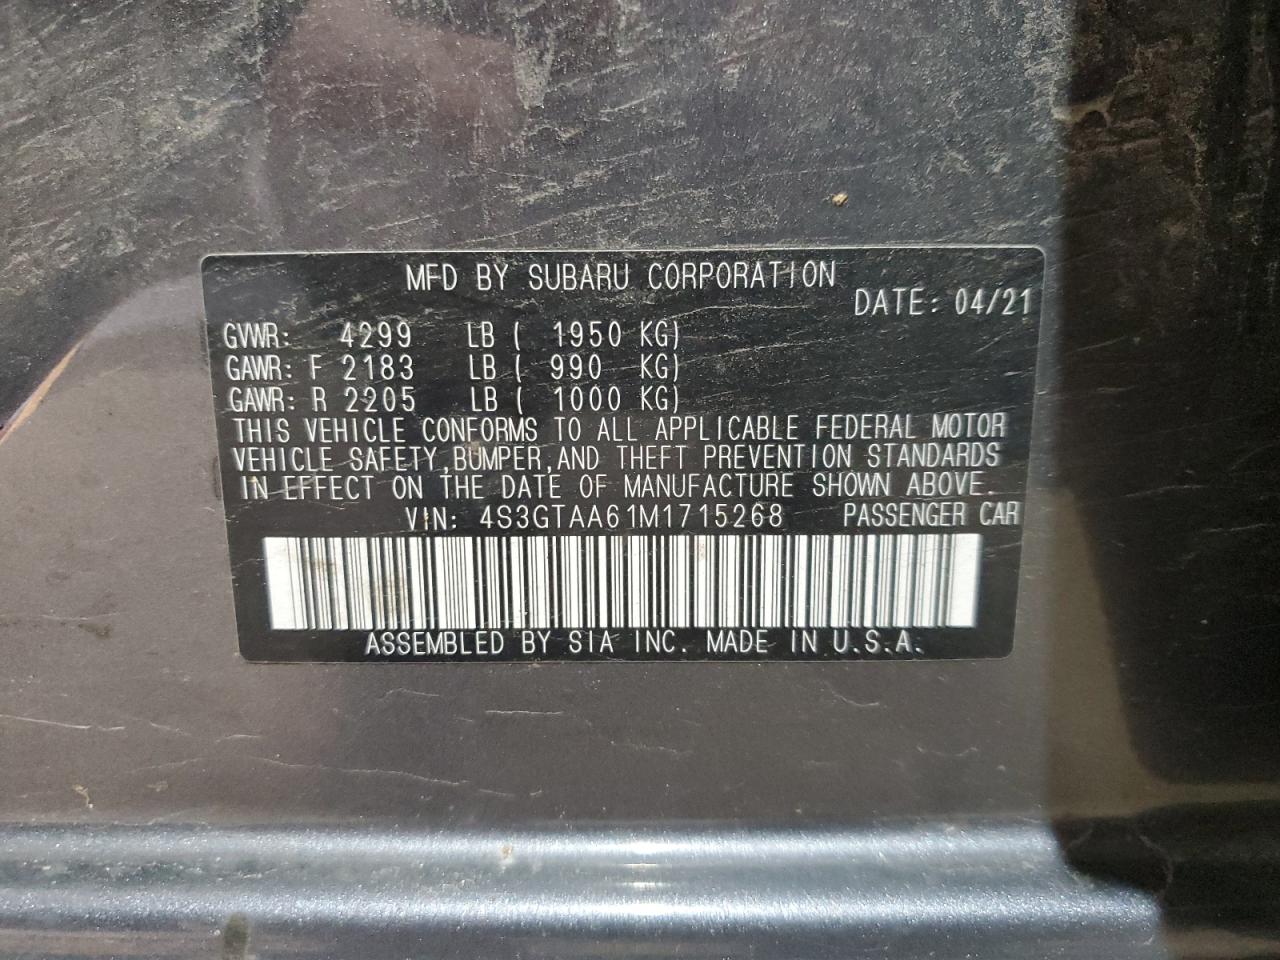 MFD BY SUBARU CORPORATION
DATE: 04/21
GVWR: 4299 LB ( 1950 KG)
GAWR: F 2183 LB ( 990 KG)
GAWR: R 2205 LB ( 1000 KG)
THIS VEHICLE CONFORMS TO ALL APPLICABLE FEDERAL MOTOR
VEHICLE SAFETY,BUMPER,AND THEFT PREVENTION STANDARDS
IN EFFECT ON THE DATE OF MANUFACTURE SHOWN ABOVE.
VIN: 4S3GTAA61M1715268 PASSENGER CAR
ASSEMBLED BY SIA INC. MADE IN U.S.A.